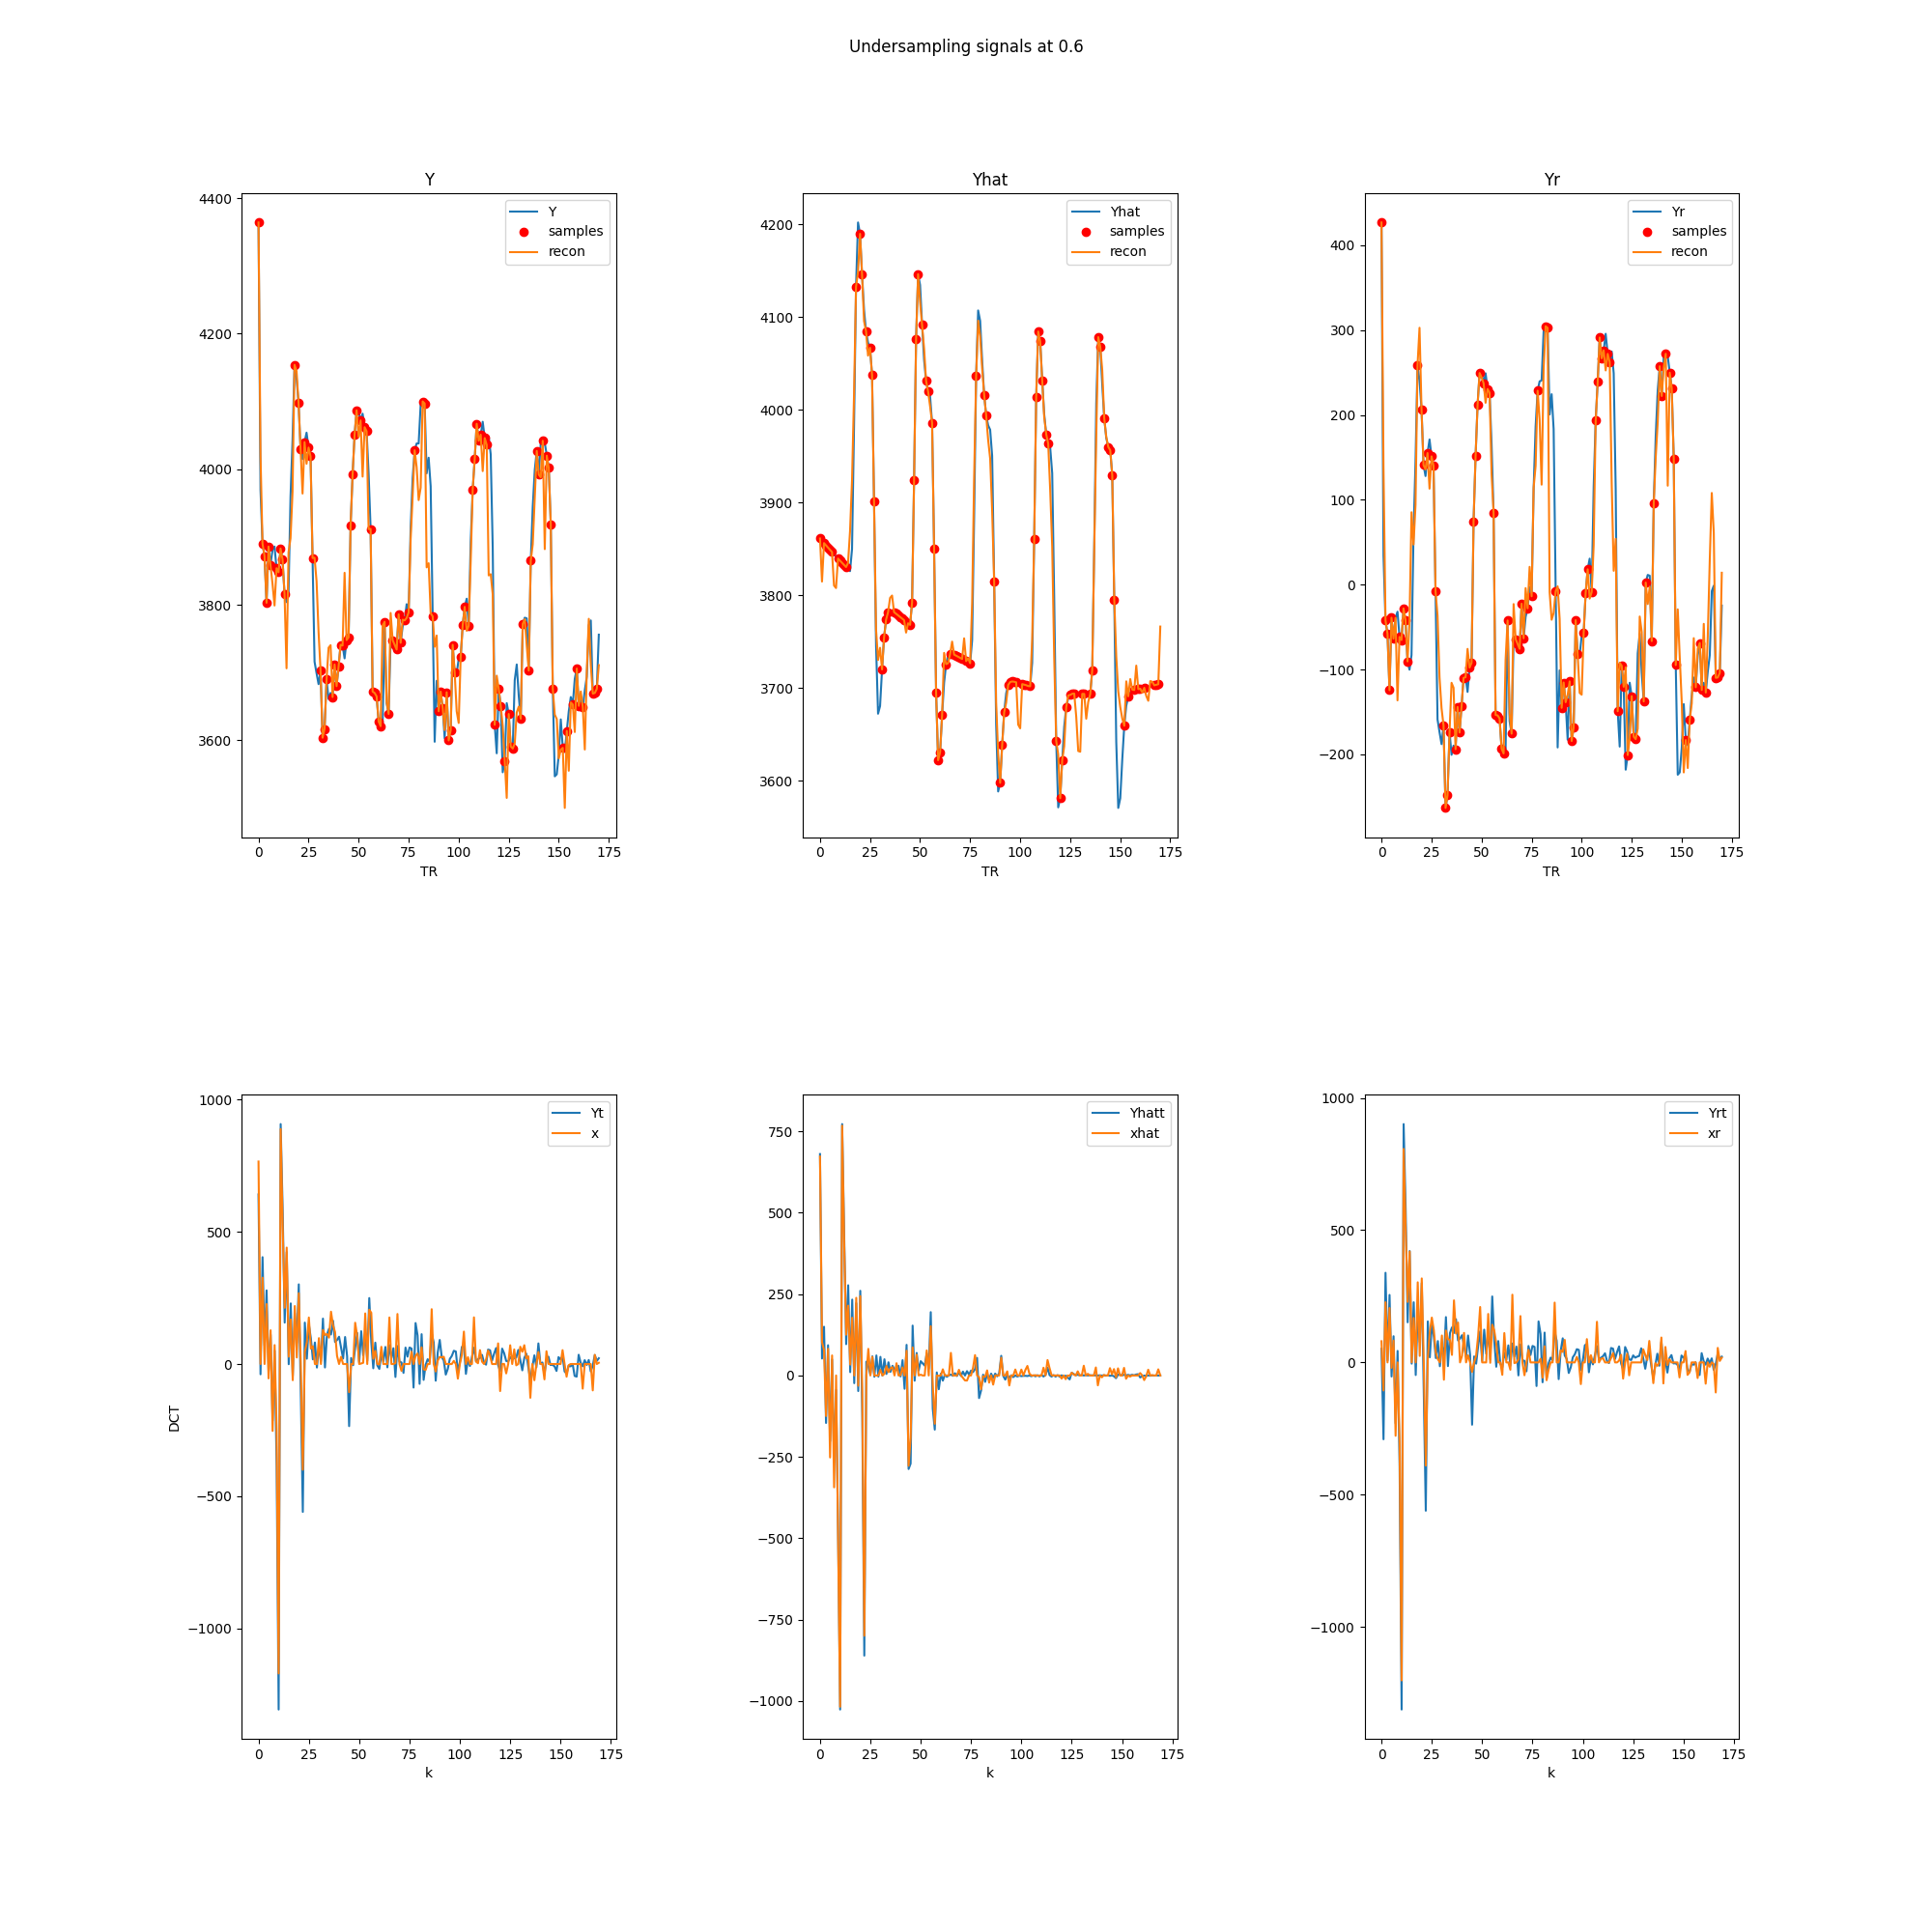 Undersampling signals at 0.6
Y
4400
4200
4000
3800
3600
0 25 50 75 100 125 150 175
TR
Y
samples
recon
Yhat
4200
4100
4000
3900
3800
3700
3600
0 25 50 75 100 125 150 175
TR
Yhat
samples
recon
Yr
400
300
200
100
0
−100
−200
0 25 50 75 100 125 150 175
TR
Yr
samples
recon
DCT
1000
500
0
−500
−1000
0 25 50 75 100 125 150 175
k
Yt
x
750
500
250
0
−250
−500
−750
−1000
0 25 50 75 100 125 150 175
k
Yhatt
xhat
1000
500
0
−500
−1000
0 25 50 75 100 125 150 175
k
Yrt
xr